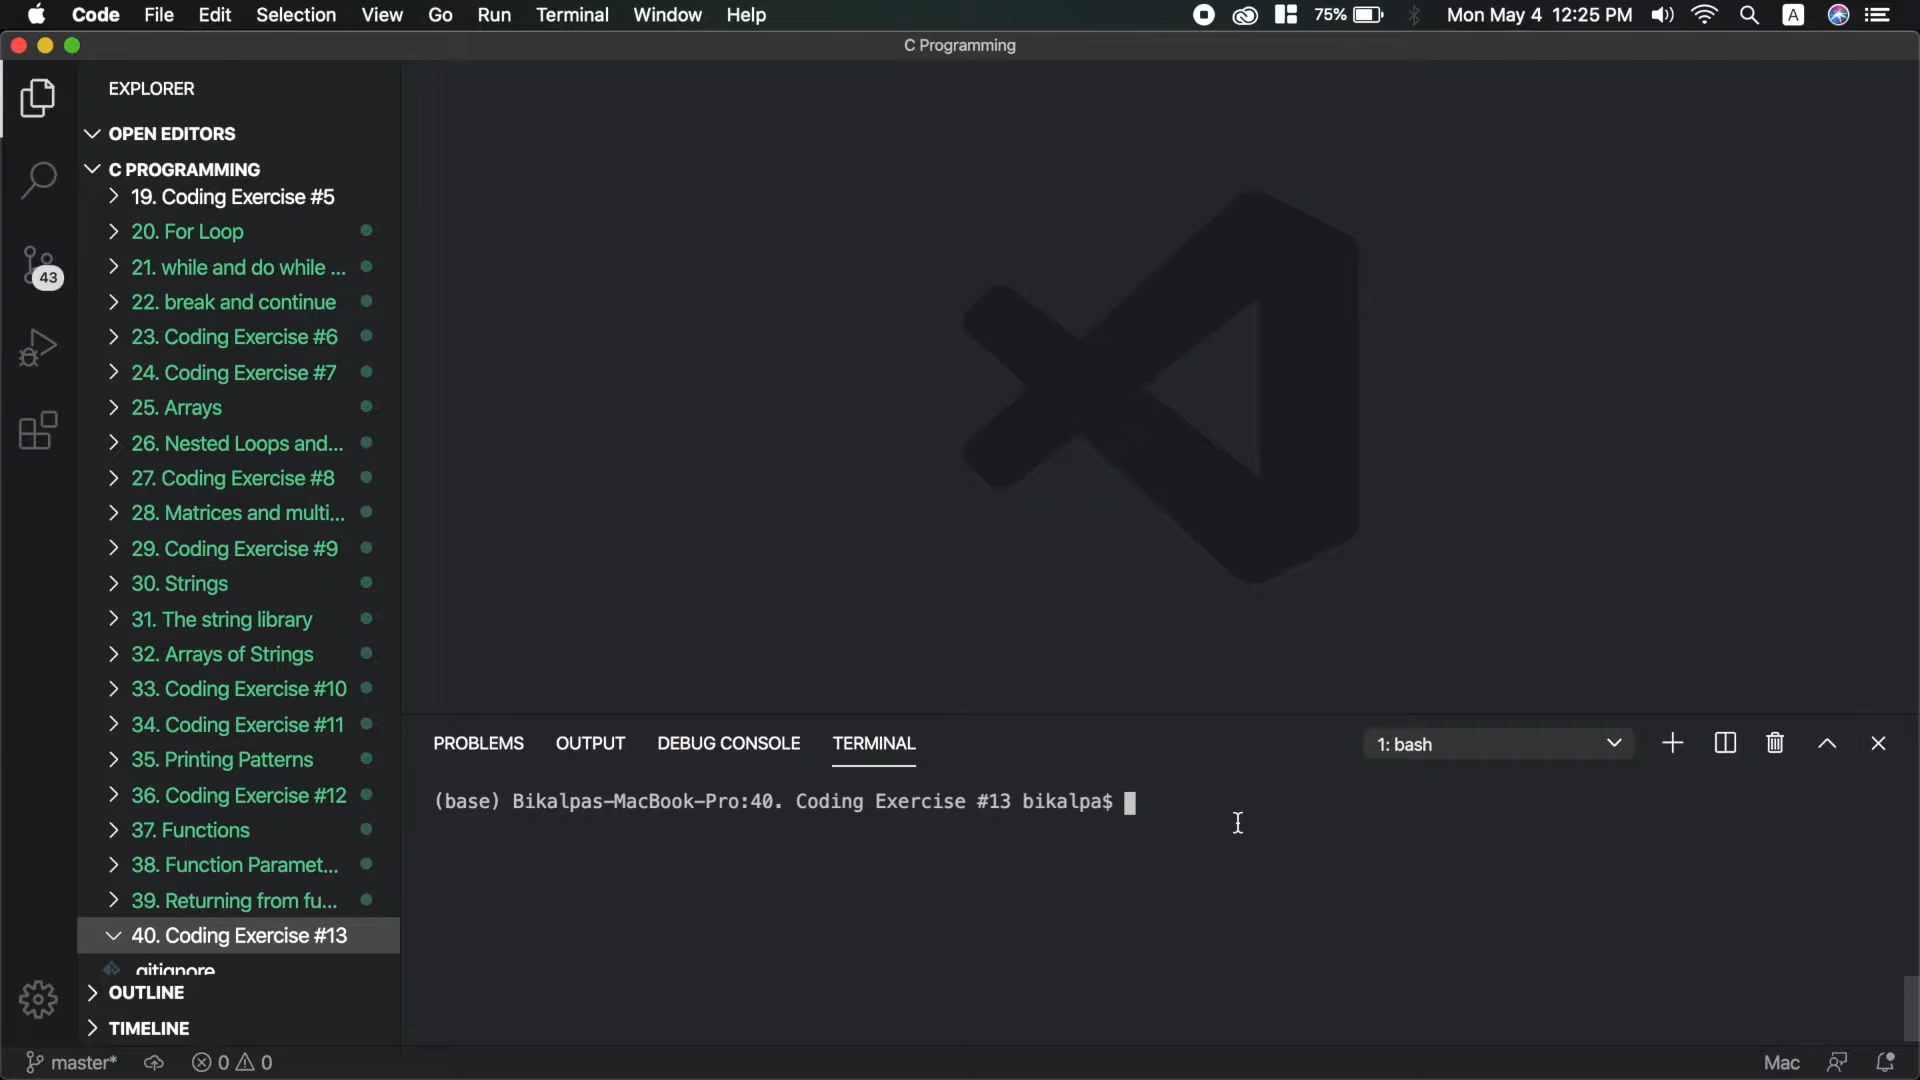 Code File Edit Selection View Go Run Terminal Window Help 75% Mon May 4 12:25 PM A
C Programming
EXPLORER
OPEN EDITORS
C PROGRAMMING
19. Coding Exercise #5
20. For Loop
21. while and do while ...
22. break and continue
23. Coding Exercise #6
24. Coding Exercise #7
25. Arrays
26. Nested Loops and...
27. Coding Exercise #8
28. Matrices and multi...
29. Coding Exercise #9
30. Strings
31. The string library
32. Arrays of Strings
33. Coding Exercise #10
34. Coding Exercise #11
35. Printing Patterns
36. Coding Exercise #12
37. Functions
38. Function Paramet...
39. Returning from fu...
40. Coding Exercise #13
.gitignore
OUTLINE
TIMELINE
43
PROBLEMS OUTPUT DEBUG CONSOLE TERMINAL 1: bash
(base) Bikalpas-MacBook-Pro:40. Coding Exercise #13 bikalpa$
master* 0 0 Mac